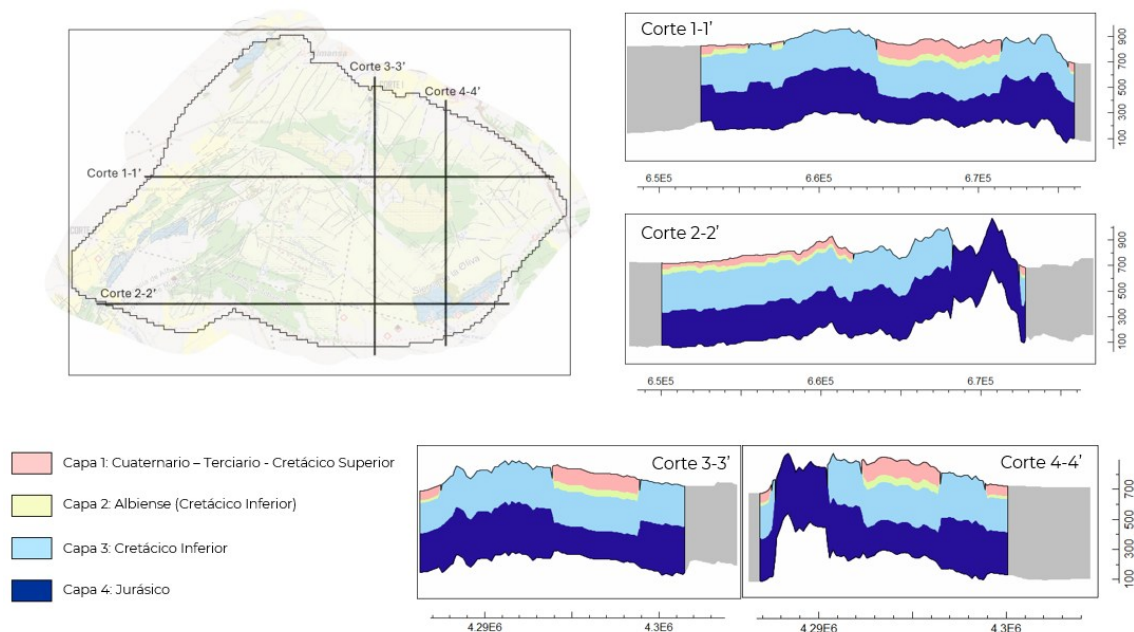 Corte 3-3'
Corte 4-4'
Corte 1-1'
Corte 2-2'
Corte 1-1'
900
700
500
300
100
6.5E5
6.6E5
6.7E5
Corte 2-2'
900
700
500
300
100
6.5E5
6.6E5
6.7E5
Capa 1: Cuaternario – Terciario - Cretácico Superior
Capa 2: Albiense (Cretácico Inferior)
Capa 3: Cretácico Inferior
Capa 4: Jurásico
Corte 3-3'
4.29E6
4.3E6
Corte 4-4'
700
500
300
100
4.29E6
4.3E6